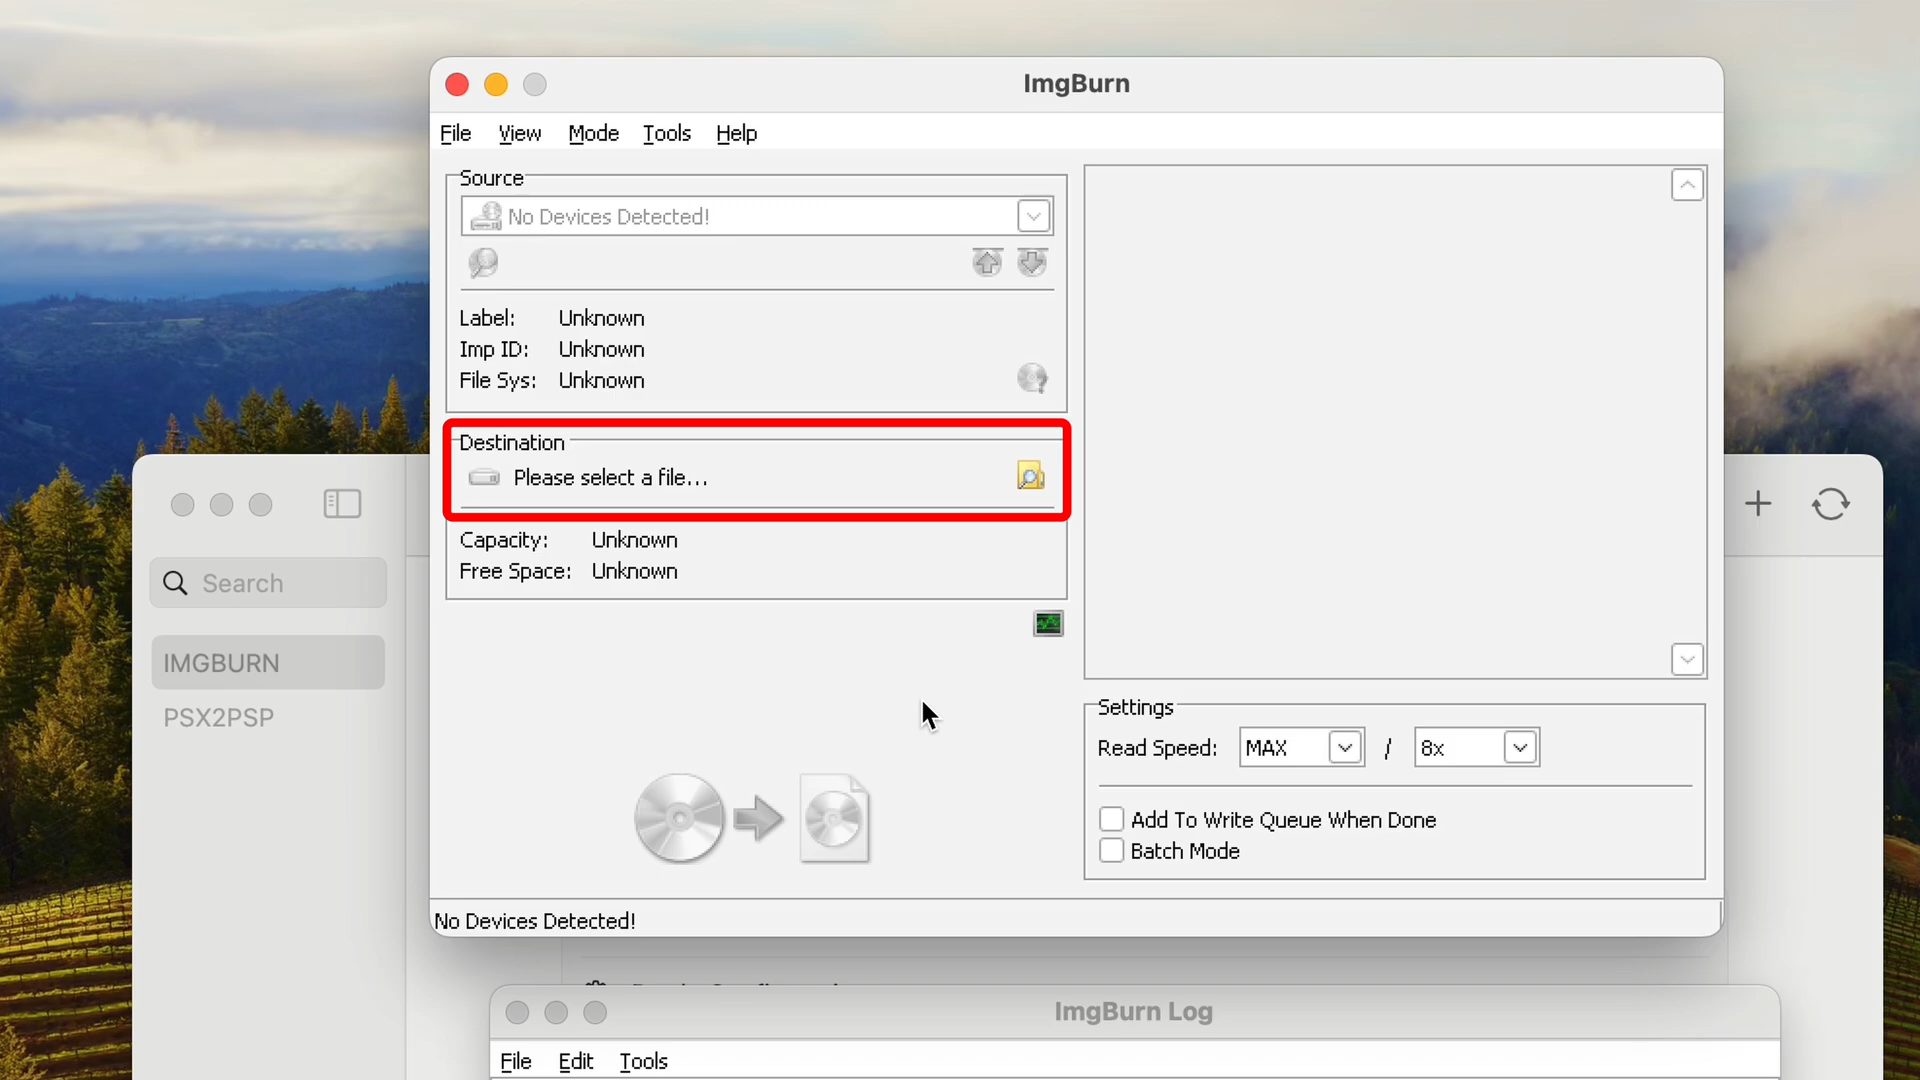 ImgBurn
File View Mode Tools Help
Source
No Devices Detected!
Label: Unknown
Imp ID: Unknown
File Sys: Unknown
Destination
Please select a file...
Capacity: Unknown
Free Space: Unknown
Settings
Read Speed: MAX / 8x
Add To Write Queue When Done
Batch Mode
No Devices Detected!
Search
IMGBURN
PSX2PSP
ImgBurn Log
File Edit Tools